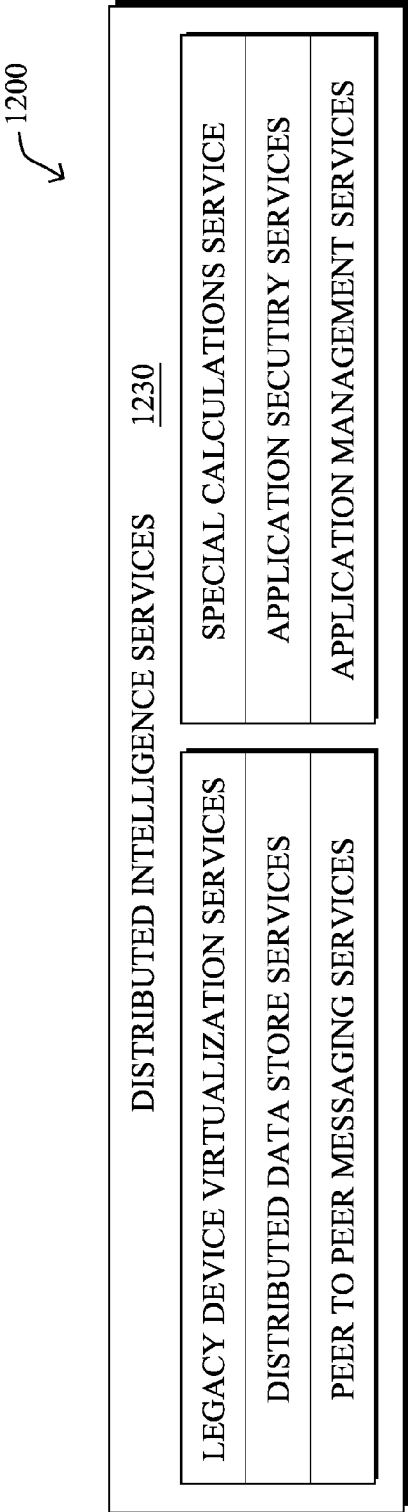 1200
DISTRIBUTED INTELLIGENCE SERVICES
1230
LEGACY DEVICE VIRTUALIZATION SERVICES
DISTRIBUTED DATA STORE SERVICES
PEER TO PEER MESSAGING SERVICES
SPECIAL CALCULATIONS SERVICE
APPLICATION SECUTIRY SERVICES
APPLICATION MANAGEMENT SERVICES